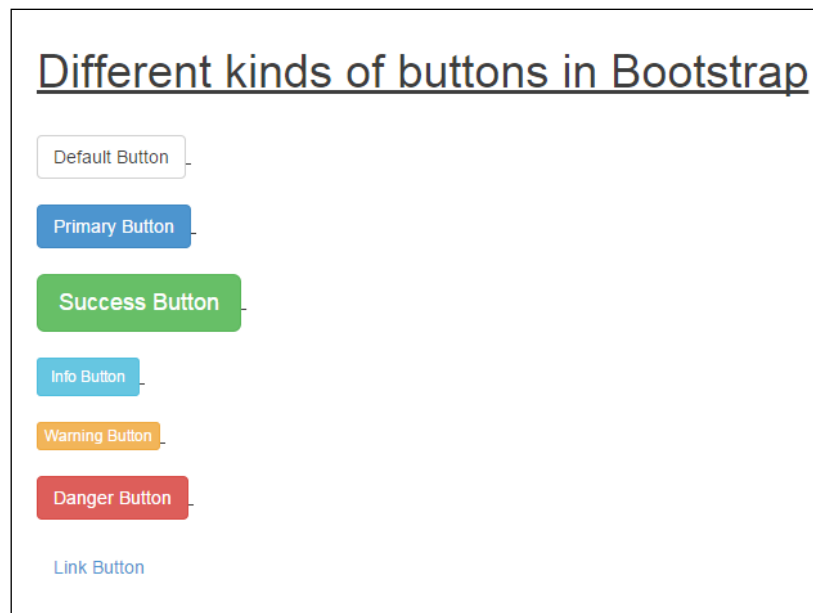 Different kinds of buttons in Bootstrap
Default Button
Primary Button
Success Button
Info Button
Warning Button
Danger Button
Link Button